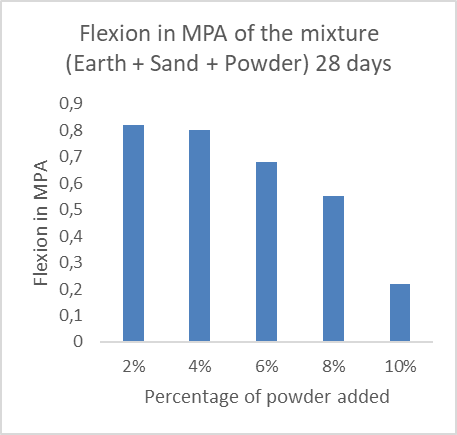 Flexion in MPA of the mixture
(Earth + Sand + Powder) 28 days
Flexion in MPA
0,9
0,8
0,7
0,6
0,5
0,4
0,3
0,2
0,1
0
2% 4% 6% 8% 10%
Percentage of powder added